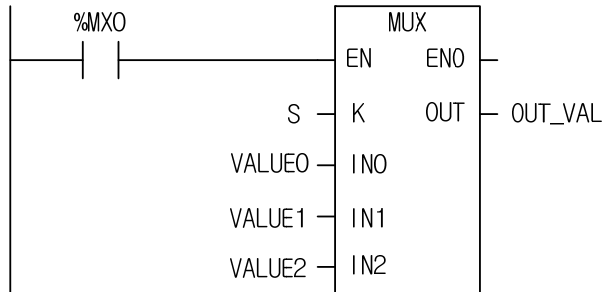 %MX0 MUX
EN ENO
S K OUT OUT_VAL
VALUE0 IN0
VALUE1 IN1
VALUE2 IN2